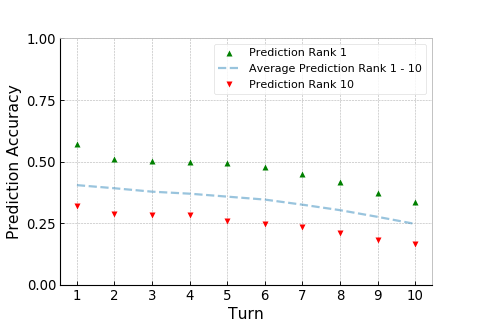 1.00
Prediction Rank 1
Average Prediction Rank 1 - 10
Prediction Rank 10
0.75
0.50
0.25
0.00
Prediction Accuracy
1 2 3 4 5 6 7 8 9 10
Turn